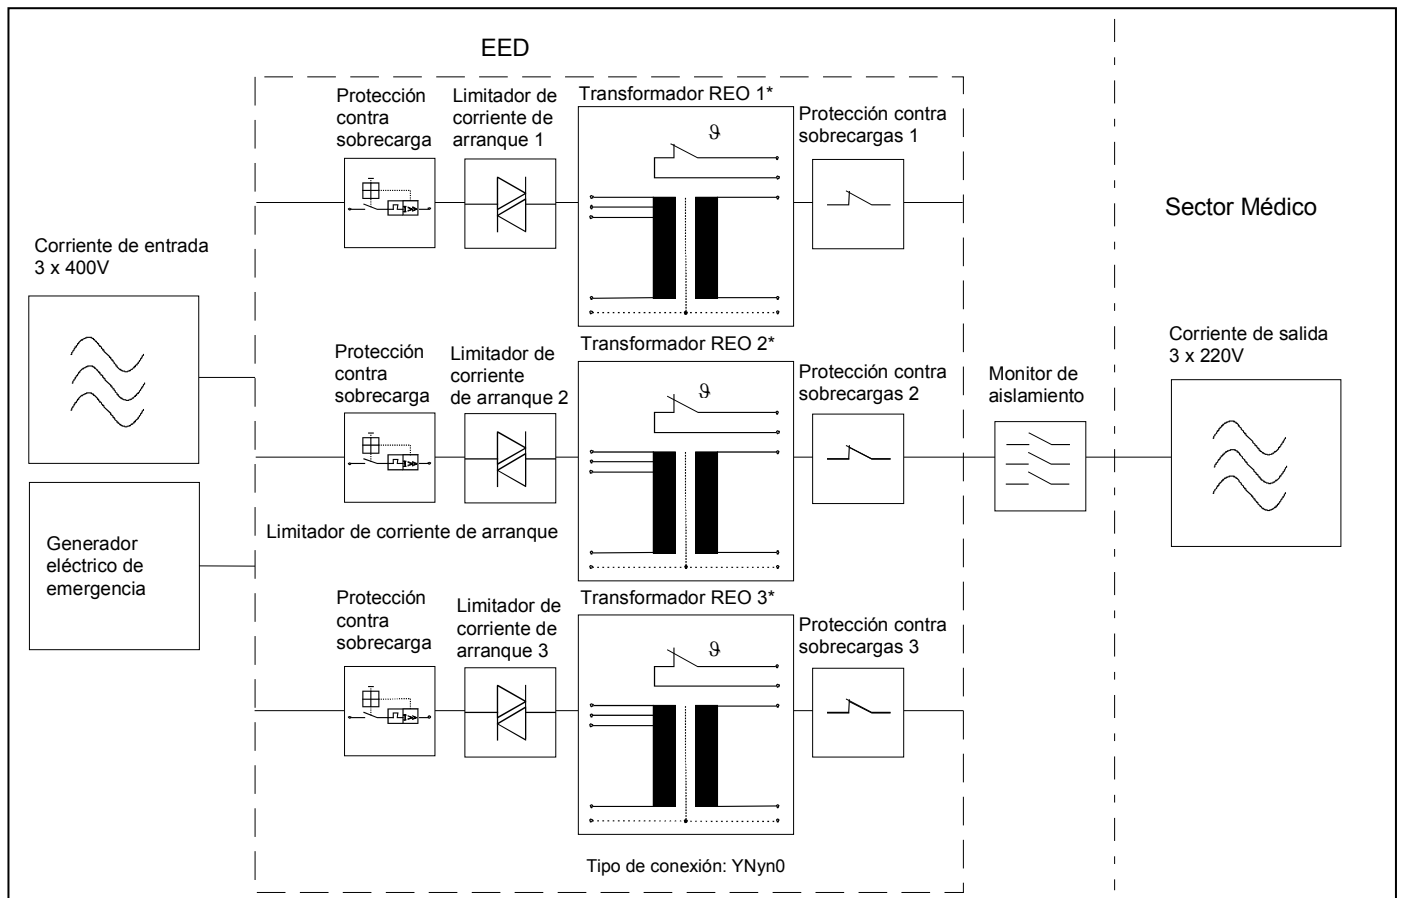 EED
Protección
contra
sobrecarga
Limitador de
corriente de
arranque 1
Transformador REO 1*
ϑ
Protección contra
sobrecargas 1
Sector Médico
Corriente de entrada
3 x 400V
Protección
contra
sobrecarga
Limitador de
corriente
de arranque 2
Transformador REO 2*
ϑ
Protección contra
sobrecargas 2
Monitor de
aislamiento
Corriente de salida
3 x 220V
Limitador de corriente de arranque
Generador
eléctrico de
emergencia
Protección
contra
sobrecarga
Limitador de
corriente de
arranque 3
Transformador REO 3*
ϑ
Protección contra
sobrecargas 3
Tipo de conexión: YNyn0